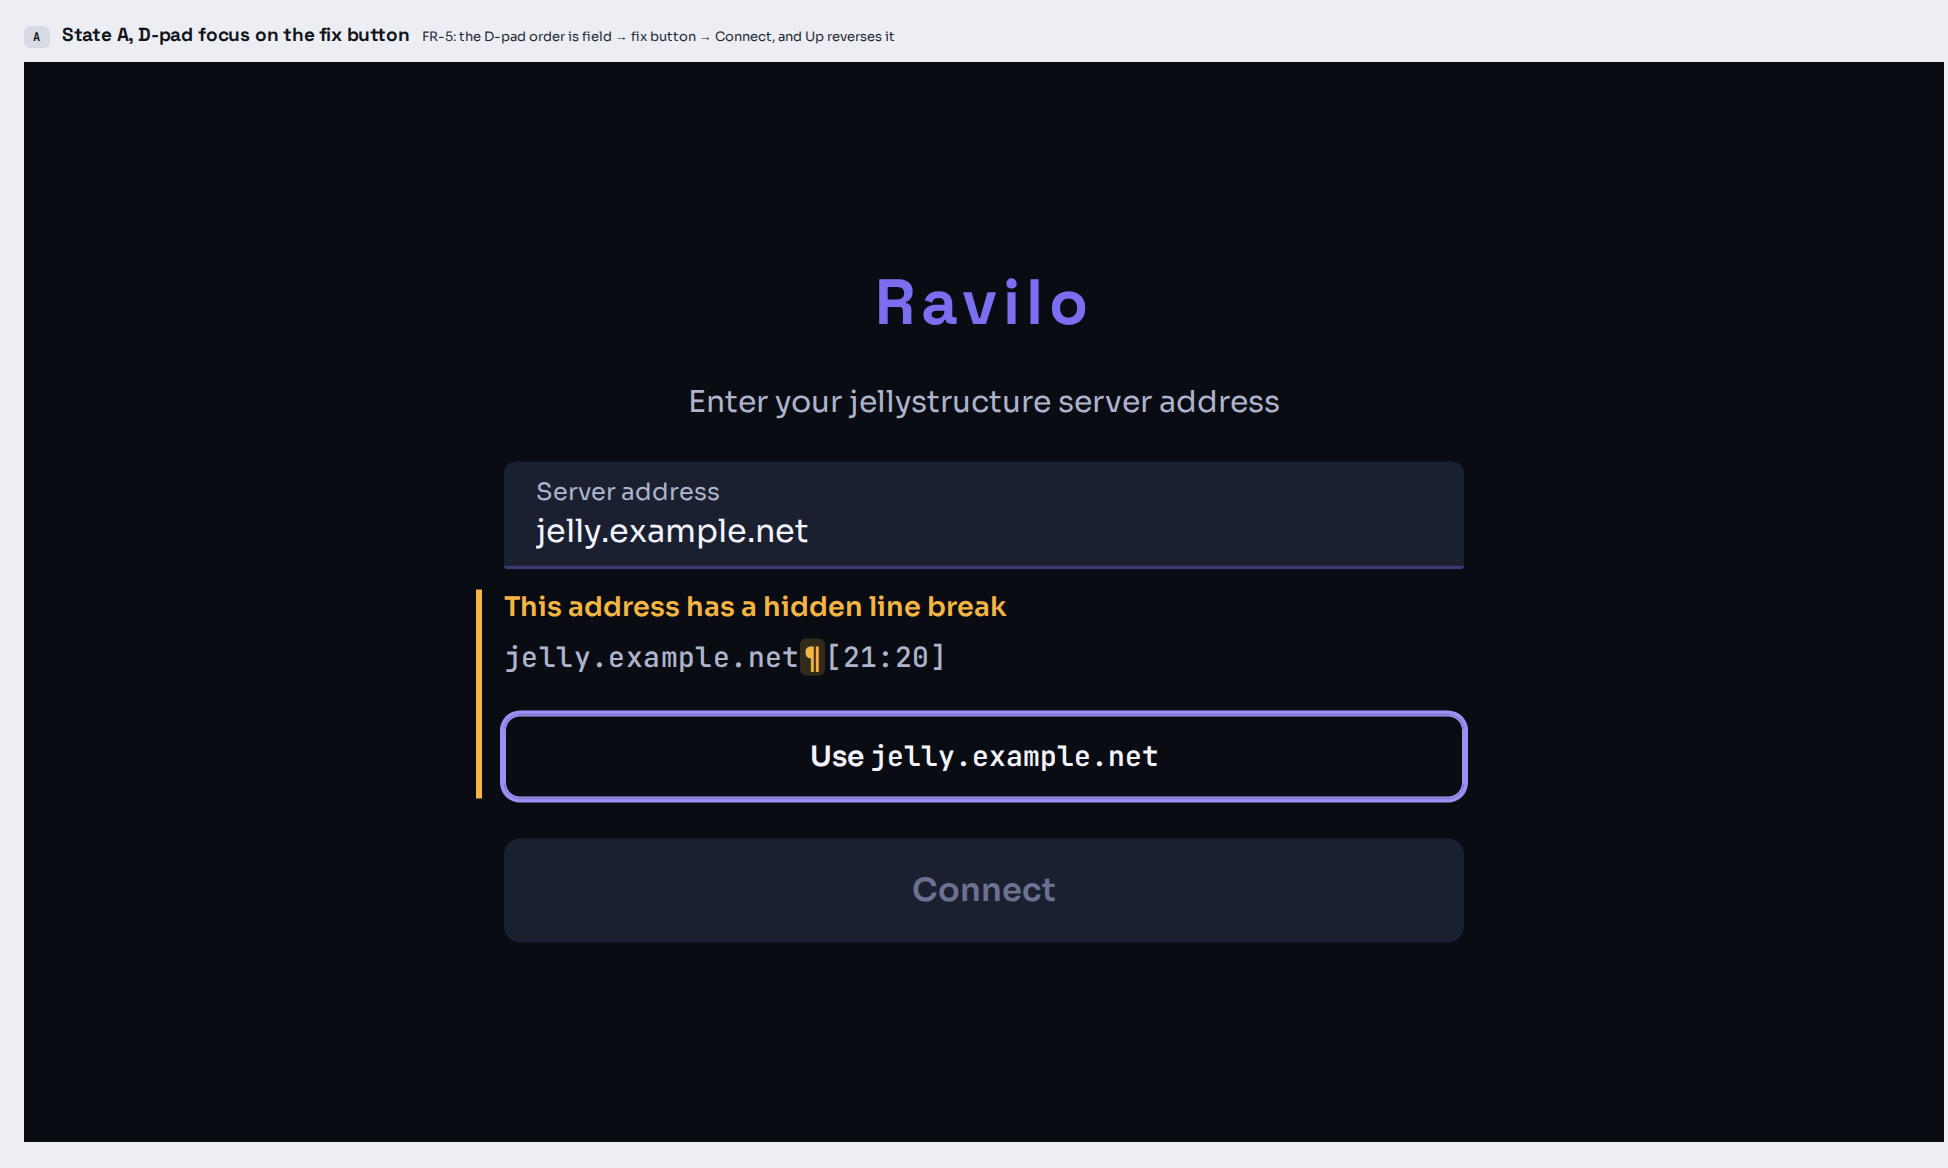 A State A, D-pad focus on the fix button FR-5: the D-pad order is field → fix button → Connect, and Up reverses it
Ravilo
Enter your jellystructure server address
Server address
jelly.example.net
This address has a hidden line break
jelly.example.net¶[21:20]
Use jelly.example.net
Connect